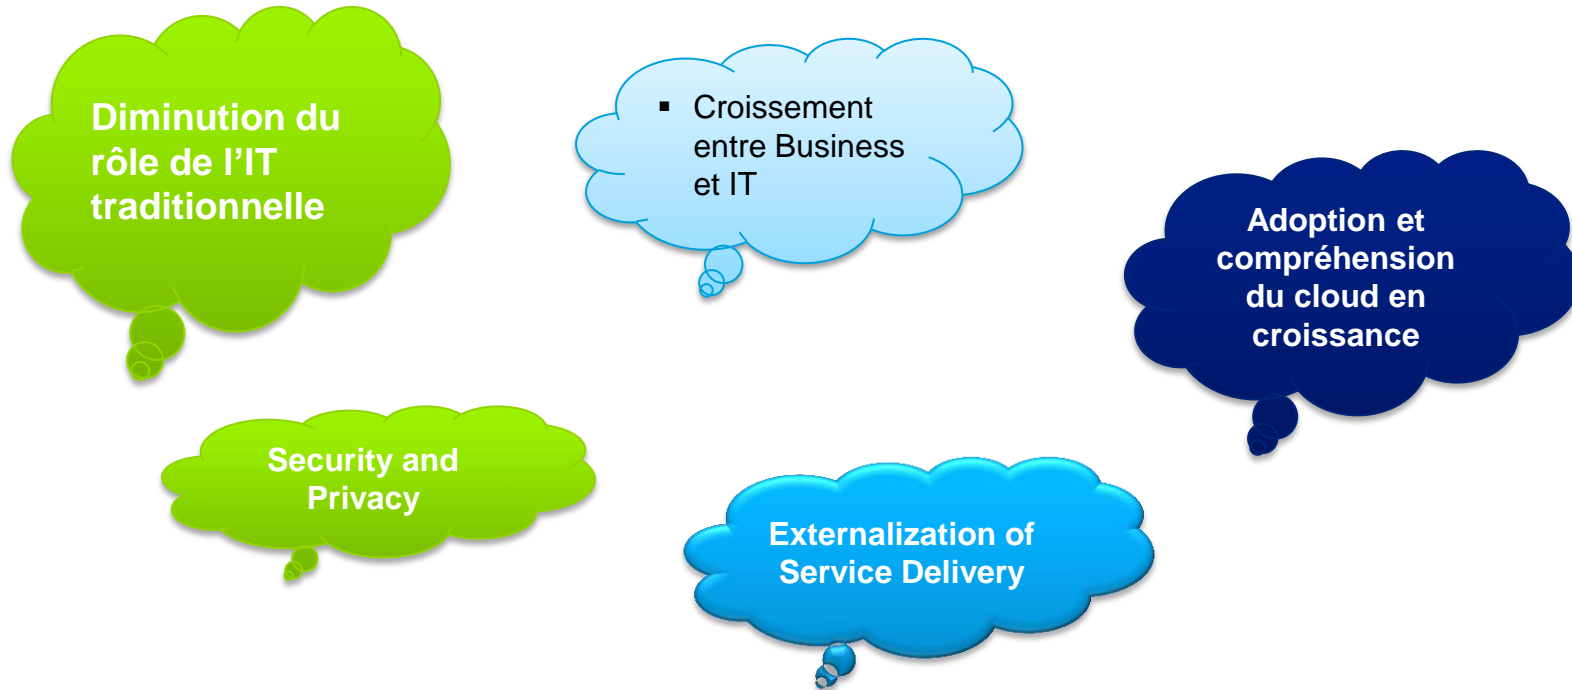 Diminution du
rôle de l’IT
traditionnelle
▪ Croissement
entre Business
et IT
Adoption et
compréhension
du cloud en
croissance
Security and
Privacy
Externalization of
Service Delivery